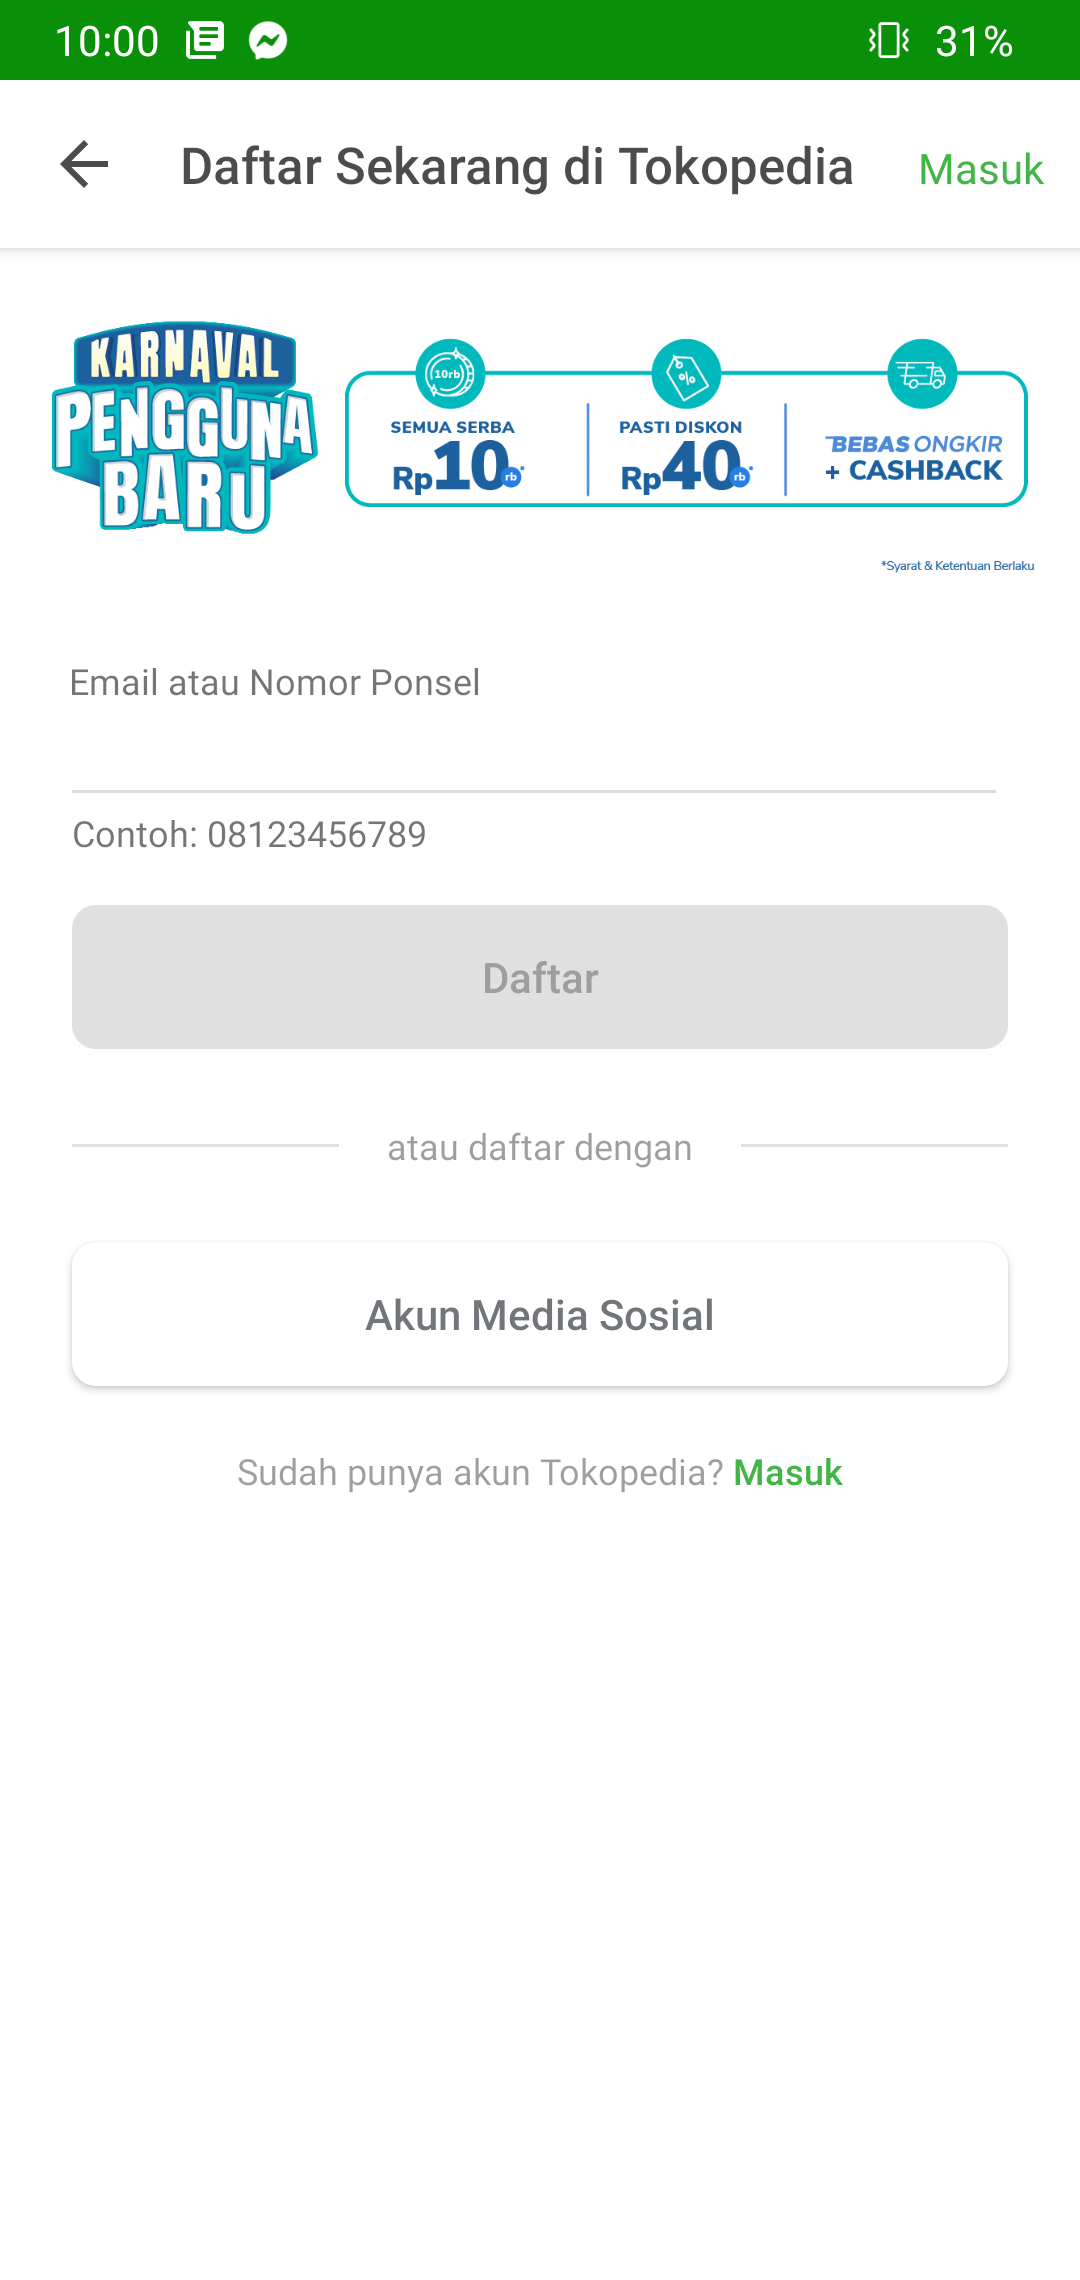 10:00
31%
Daftar Sekarang di Tokopedia
Masuk
KARNAVAL
PENGGUNA
BARU
10rb
SEMUA SERBA
Rp10rb*
%
PASTI DISKON
Rp40rb*
BEBAS ONGKIR
+ CASHBACK
*Syarat & Ketentuan Berlaku
Email atau Nomor Ponsel
Contoh: 08123456789
Daftar
atau daftar dengan
Akun Media Sosial
Sudah punya akun Tokopedia? Masuk